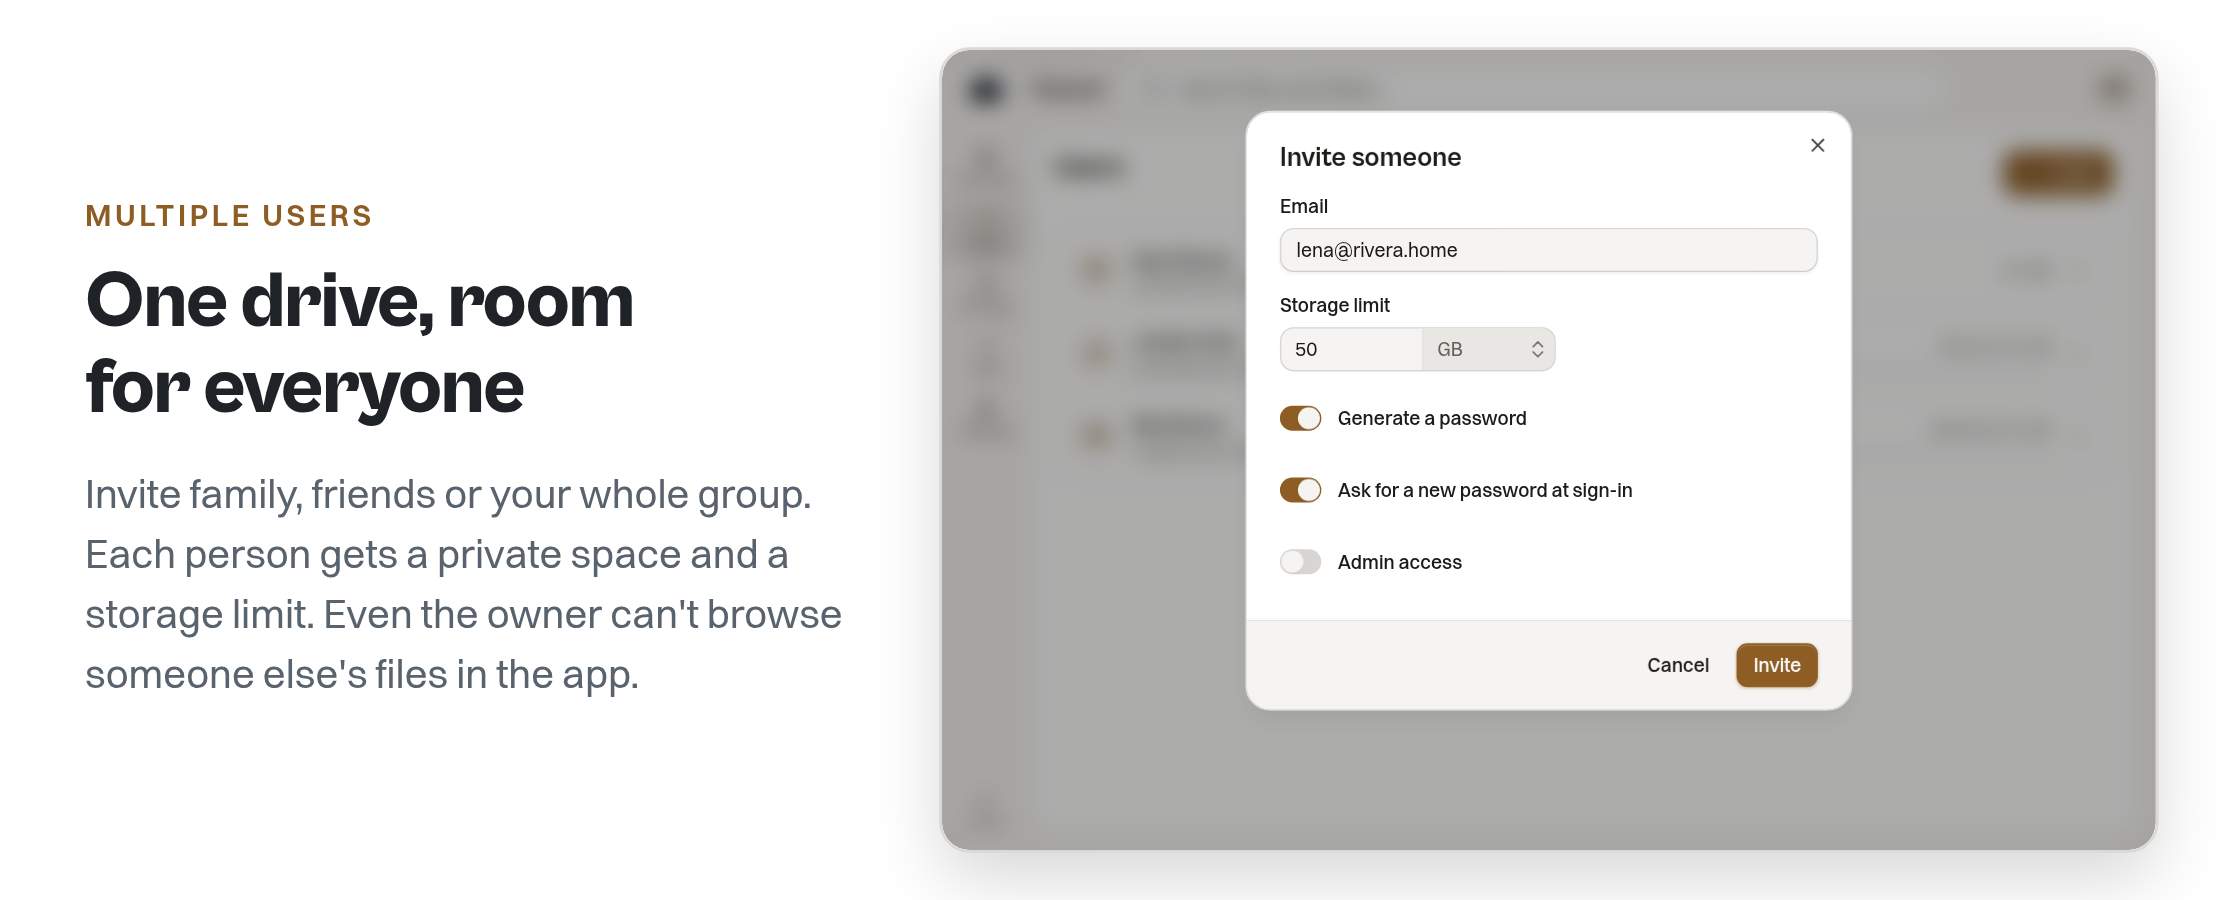 MULTIPLE USERS
One drive, room
for everyone
Invite family, friends or your whole group.
Each person gets a private space and a
storage limit. Even the owner can't browse
someone else's files in the app.
Invite someone
Email
lena@rivera.home
Storage limit
50 GB
Generate a password
Ask for a new password at sign-in
Admin access
Cancel Invite